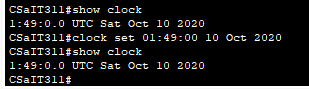 CSaIT311#show clock
1:49:0.0 UTC Sat Oct 10 2020
CSaIT311#clock set 01:49:00 10 Oct 2020
CSaIT311#show clock
1:49:0.0 UTC Sat Oct 10 2020
CSaIT311#